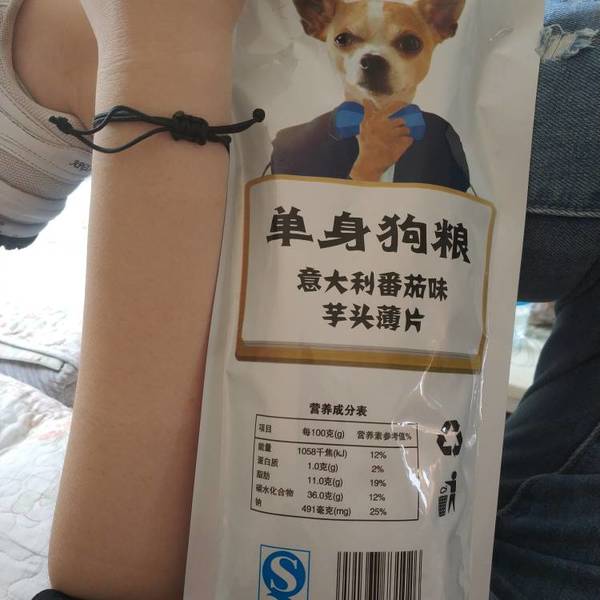 单身狗粮
意大利番茄味
芋头薄片
营养成分表
项目 每100克(g) 营养素参考值%
能量 1058千焦(kJ) 12%
蛋白质 1.0克(g) 2%
脂肪 11.0克(g) 19%
碳水化合物 36.0克(g) 12%
钠 491毫克(mg) 25%
S